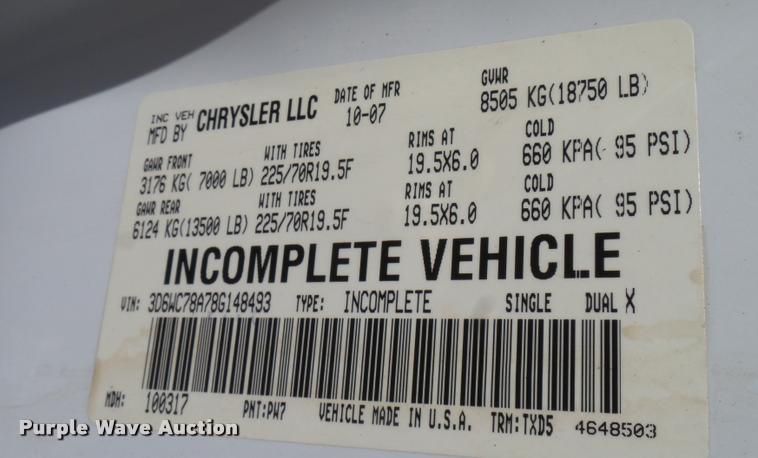 INC VEH
MFD BY CHRYSLER LLC DATE OF MFR 10-07 GVWR 8505 KG(18750 LB)
GAWR FRONT WITH TIRES RIMS AT COLD
3176 KG( 7000 LB) 225/70R19.5F 19.5X6.0 660 KPA( 95 PSI)
GAWR REAR WITH TIRES RIMS AT COLD
6124 KG(13500 LB) 225/70R19.5F 19.5X6.0 660 KPA( 95 PSI)
INCOMPLETE VEHICLE
VIN: 3D6WC78A78G148493 TYPE: INCOMPLETE SINGLE DUAL X
MDH: 100317 PNT:PW7 VEHICLE MADE IN U.S.A. TRM:TXD5 4648503
Purple Wave Auction